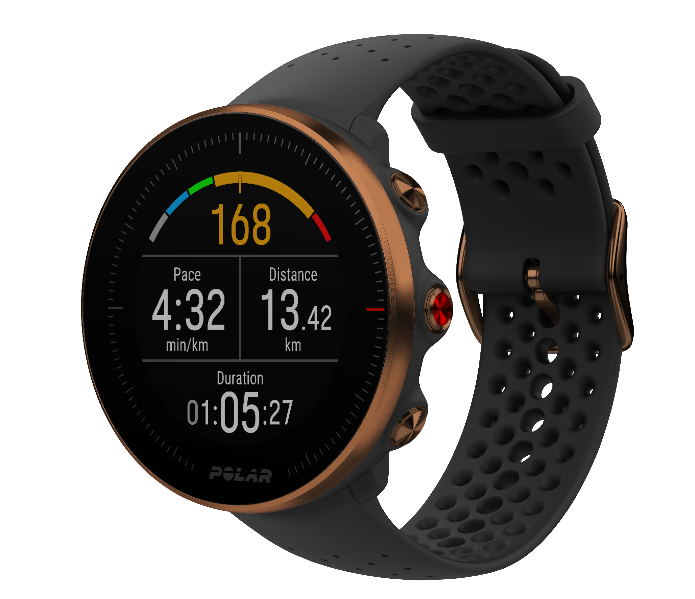 168
Pace Distance
4:32 13.42
min/km km
Duration
01:05:27
POLAR